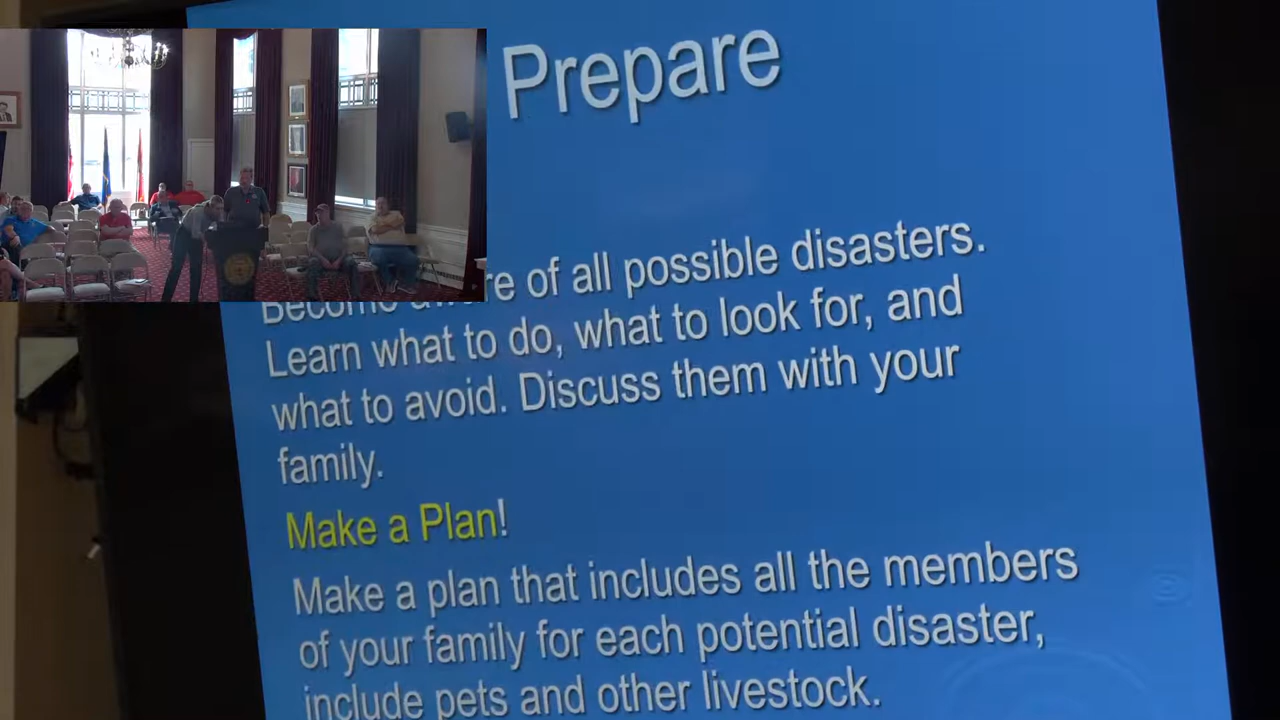 Prepare
Become aware of all possible disasters.
Learn what to do, what to look for, and
what to avoid. Discuss them with your
family.
Make a Plan!
Make a plan that includes all the members
of your family for each potential disaster,
include pets and other livestock.